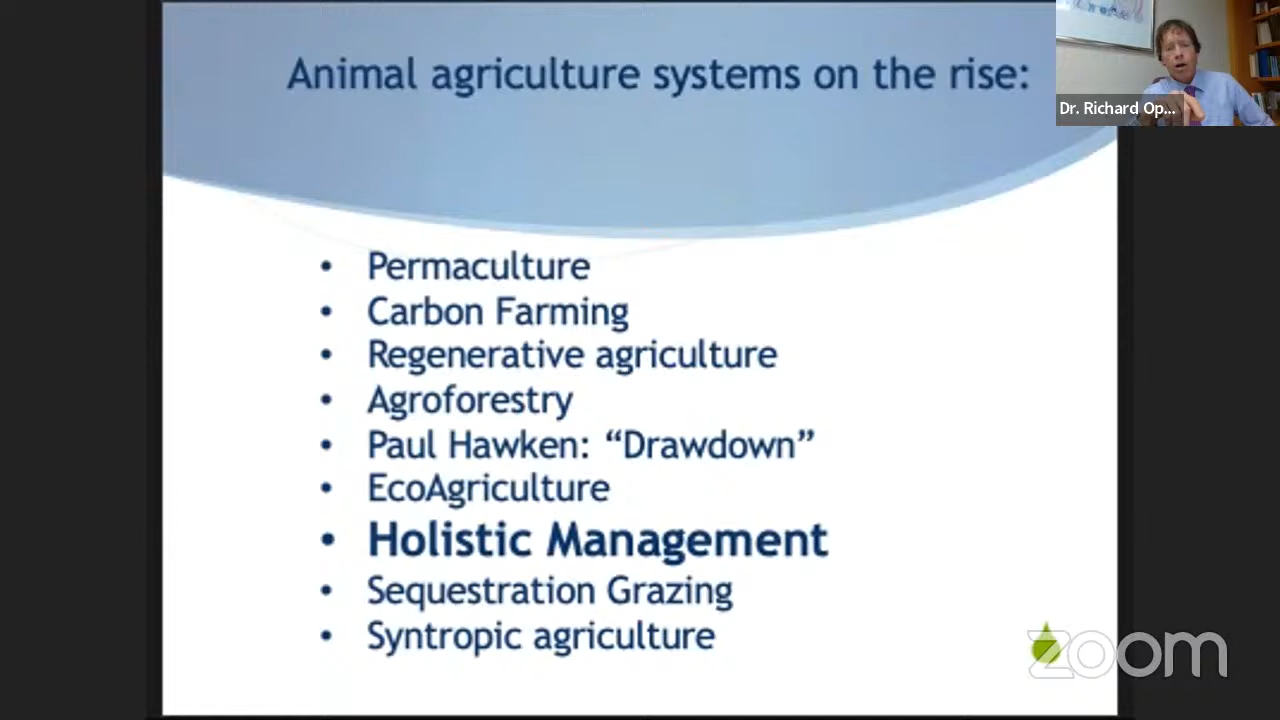 Animal agriculture systems on the rise:
Dr. Richard Op...
• Permaculture
• Carbon Farming
• Regenerative agriculture
• Agroforestry
• Paul Hawken: “Drawdown”
• EcoAgriculture
• Holistic Management
• Sequestration Grazing
• Syntropic agriculture
zoom